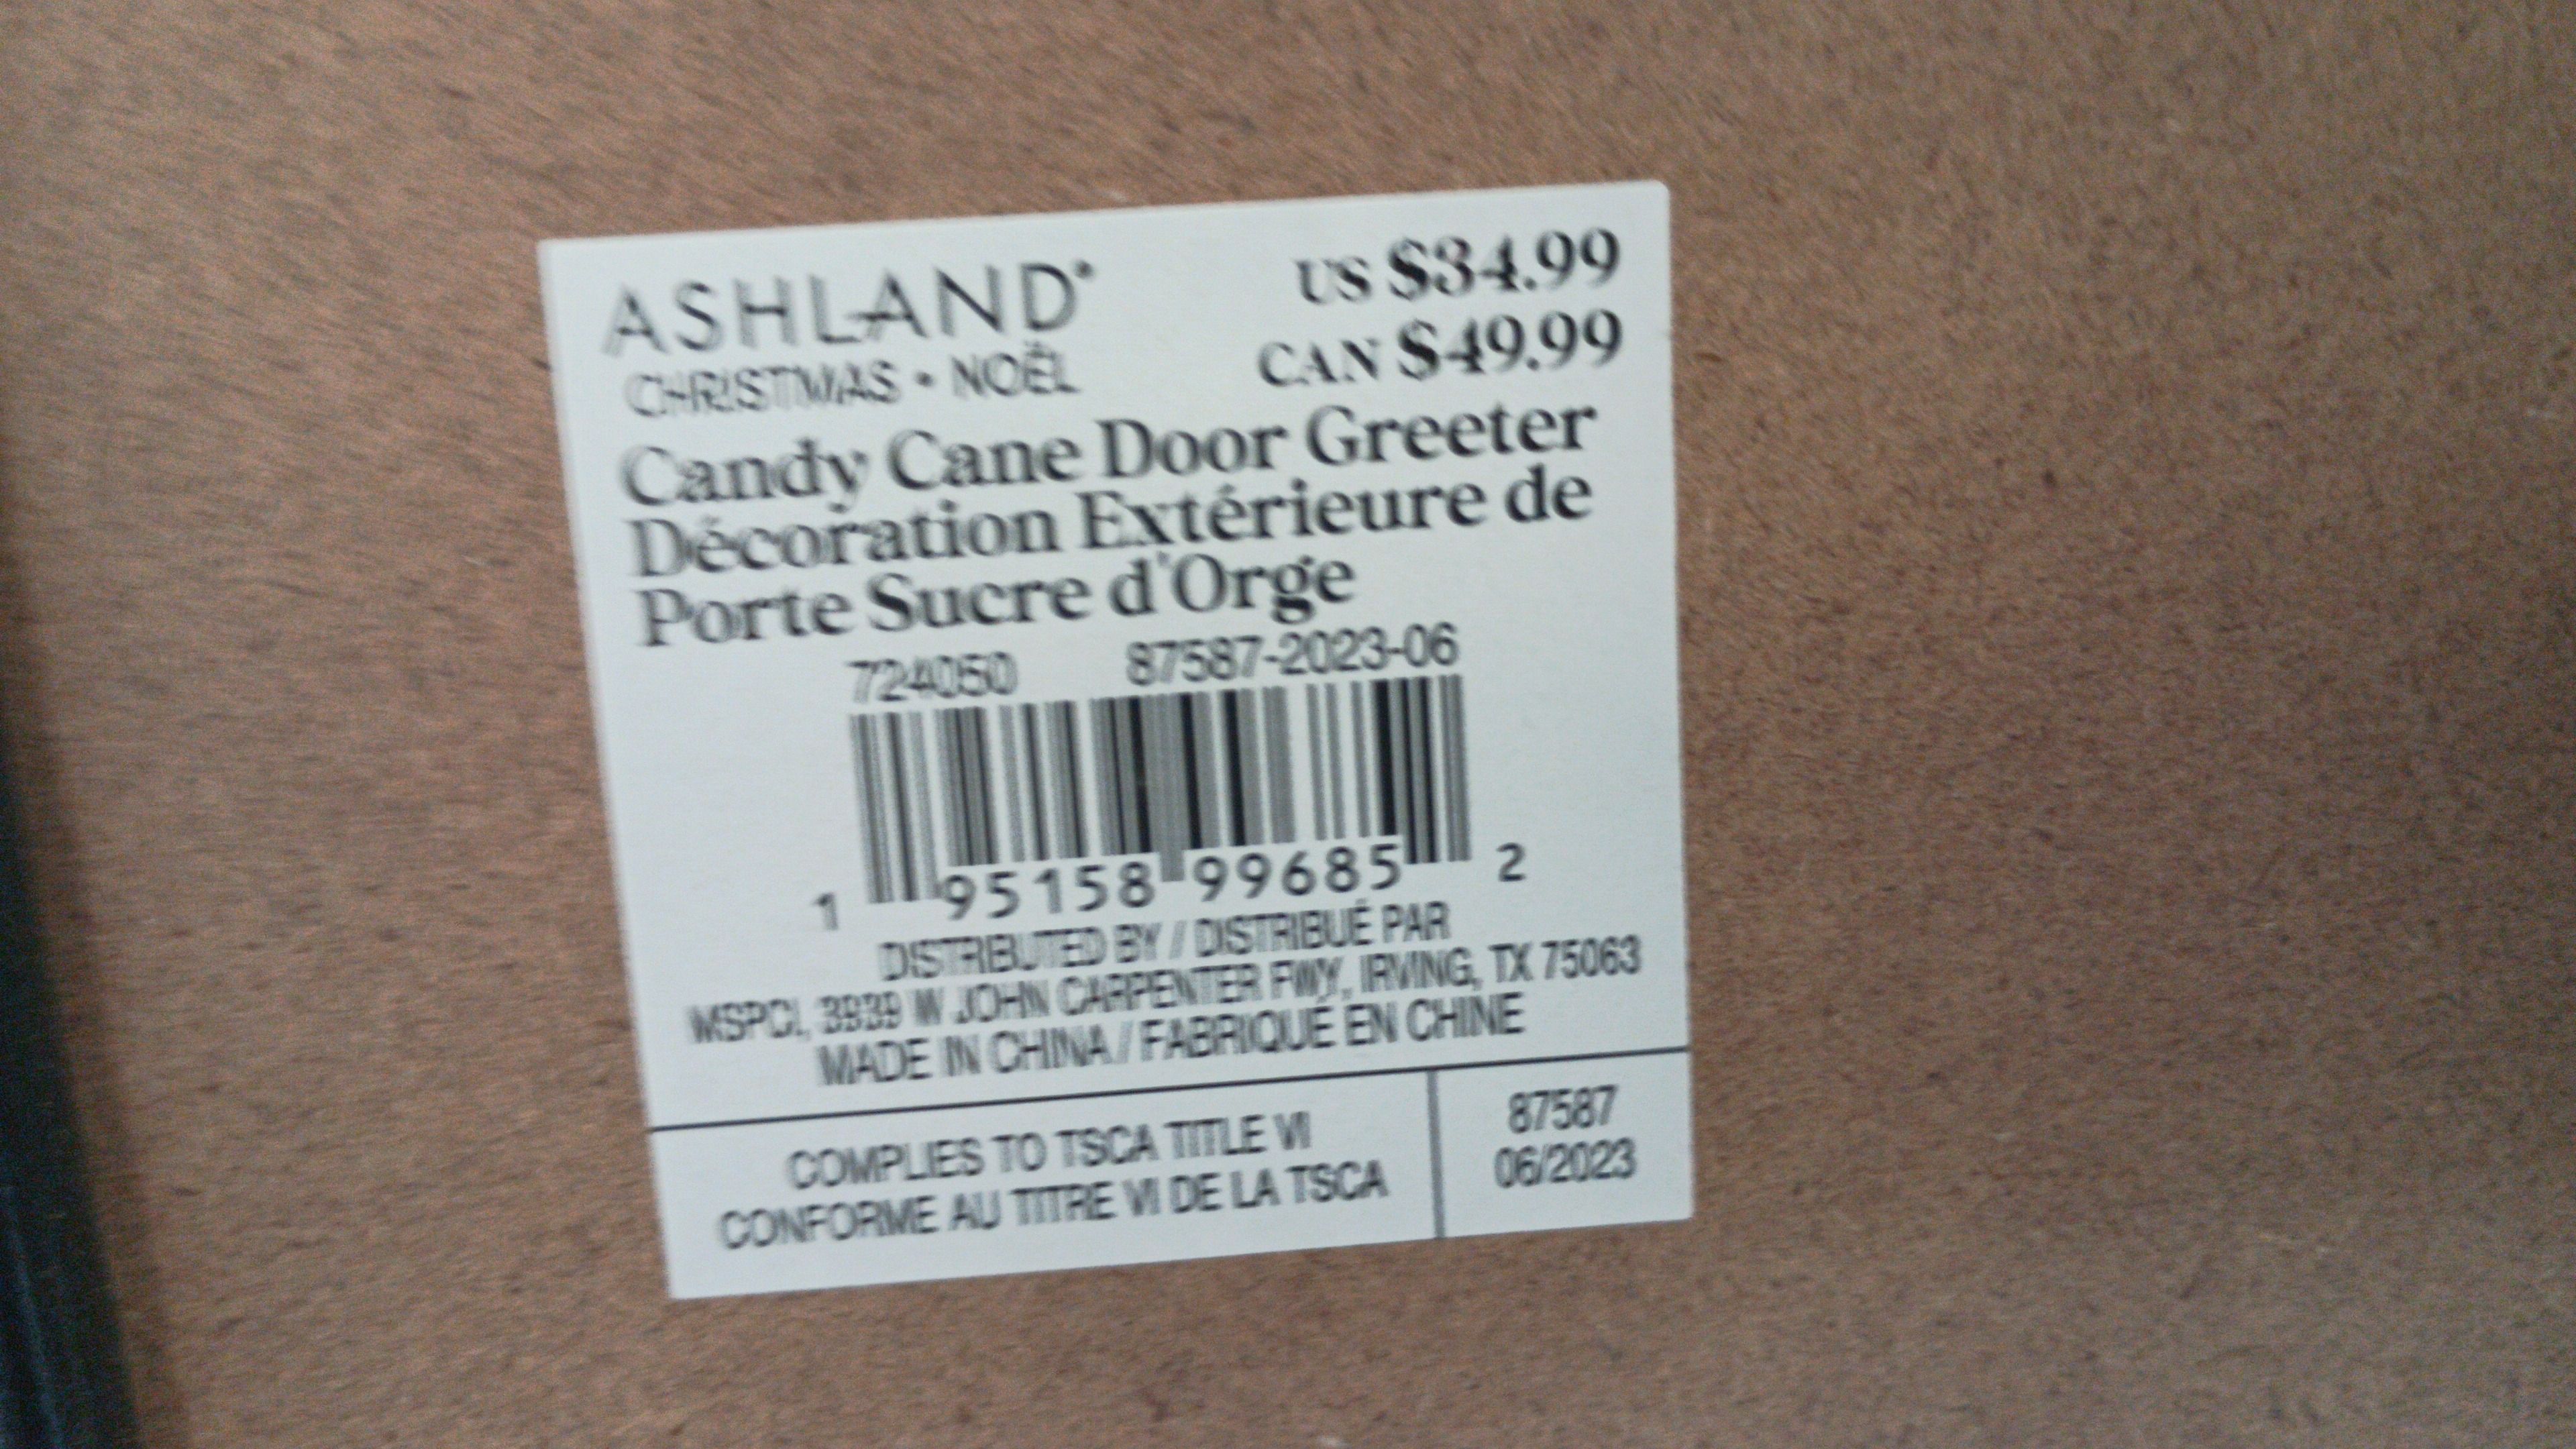 ASHLAND®
CHRISTMAS • NOËL
US $34.99
CAN $49.99
Candy Cane Door Greeter
Décoration Extérieure de
Porte Sucre d'Orge
724050 87587-2023-06
1 95158 99685 2
DISTRIBUTED BY / DISTRIBUÉ PAR
MSPCI, 3939 W JOHN CARPENTER FWY, IRVING, TX 75063
MADE IN CHINA / FABRIQUÉ EN CHINE
COMPLIES TO TSCA TITLE VI
CONFORME AU TITRE VI DE LA TSCA
87587
06/2023